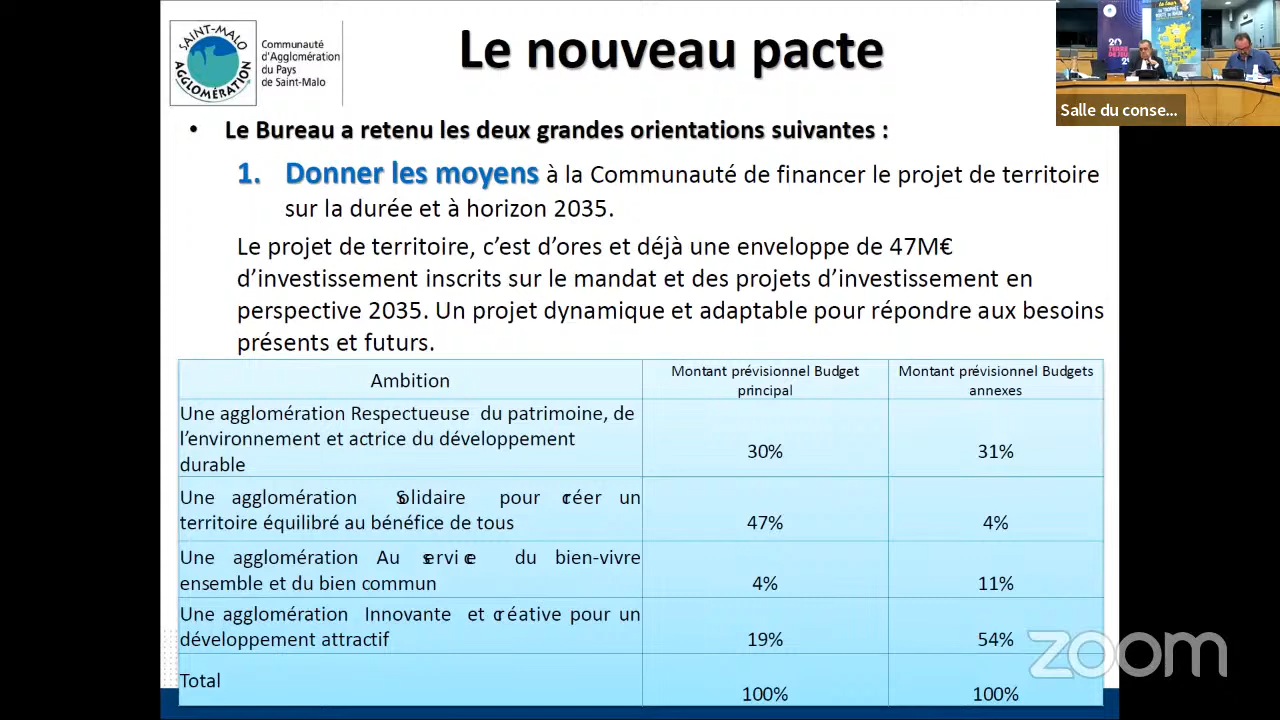 SAINT-MALO
AGGLOMÉRATION
Communauté
d'Agglomération
du Pays
de Saint-Malo
Le nouveau pacte
Salle du conse...
• Le Bureau a retenu les deux grandes orientations suivantes :
1. Donner les moyens à la Communauté de financer le projet de territoire
sur la durée et à horizon 2035.
Le projet de territoire, c’est d’ores et déjà une enveloppe de 47M€
d’investissement inscrits sur le mandat et des projets d’investissement en
perspective 2035. Un projet dynamique et adaptable pour répondre aux besoins
présents et futurs.
Ambition
Montant prévisionnel Budget
principal
Montant prévisionnel Budgets
annexes
Une agglomération Respectueuse du patrimoine, de
l’environnement et actrice du développement
durable
30%
31%
Une agglomération Solidaire pour créer un
territoire équilibré au bénéfice de tous
47%
4%
Une agglomération Au service du bien-vivre
ensemble et du bien commun
4%
11%
Une agglomération Innovante et créative pour un
développement attractif
19%
54%
Total
100%
100%
zoom